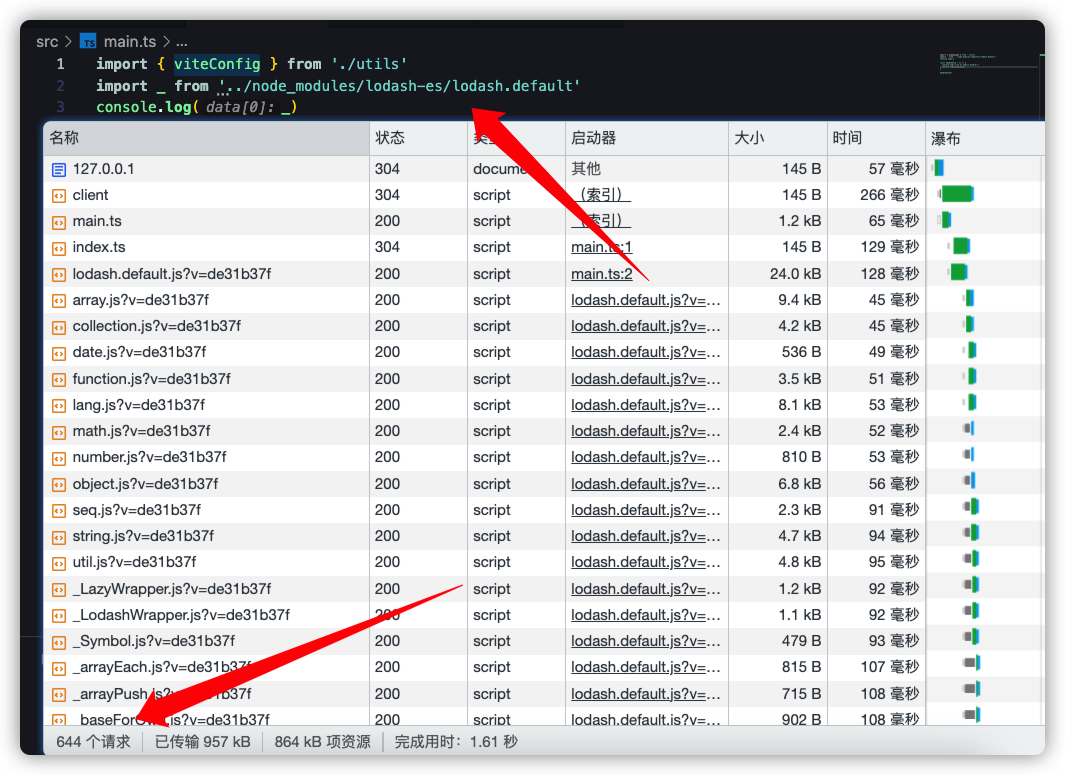 src > TS main.ts > ...
1 import { viteConfig } from './utils'
2 import _ from '../node_modules/lodash-es/lodash.default'
3 console.log( data[0]: _)
名称 状态 启动器 大小 时间 瀑布
127.0.0.1 304 docume 其他 145 B 57 毫秒
client 304 script （索引） 145 B 266 毫秒
main.ts 200 script （索引） 1.2 kB 65 毫秒
index.ts 304 script main.ts:1 145 B 129 毫秒
lodash.default.js?v=de31b37f 200 script main.ts:2 24.0 kB 128 毫秒
array.js?v=de31b37f 200 script lodash.default.js?v=... 9.4 kB 45 毫秒
collection.js?v=de31b37f 200 script lodash.default.js?v=... 4.2 kB 45 毫秒
date.js?v=de31b37f 200 script lodash.default.js?v=... 536 B 49 毫秒
function.js?v=de31b37f 200 script lodash.default.js?v=... 3.5 kB 51 毫秒
lang.js?v=de31b37f 200 script lodash.default.js?v=... 8.1 kB 53 毫秒
math.js?v=de31b37f 200 script lodash.default.js?v=... 2.4 kB 52 毫秒
number.js?v=de31b37f 200 script lodash.default.js?v=... 810 B 53 毫秒
object.js?v=de31b37f 200 script lodash.default.js?v=... 6.8 kB 56 毫秒
seq.js?v=de31b37f 200 script lodash.default.js?v=... 2.3 kB 91 毫秒
string.js?v=de31b37f 200 script lodash.default.js?v=... 4.7 kB 94 毫秒
util.js?v=de31b37f 200 script lodash.default.js?v=... 4.8 kB 95 毫秒
_LazyWrapper.js?v=de31b37f 200 script lodash.default.js?v=... 1.2 kB 92 毫秒
_LodashWrapper.js?v=de31b37f 200 script lodash.default.js?v=... 1.1 kB 92 毫秒
_Symbol.js?v=de31b37f 200 script lodash.default.js?v=... 479 B 93 毫秒
_arrayEach.js?v=de31b37f 200 script lodash.default.js?v=... 815 B 107 毫秒
_arrayPush.js?v=de31b37f 200 script lodash.default.js?v=... 715 B 108 毫秒
_baseForOwn.js?v=de31b37f 200 script lodash.default.js?v=... 902 B 108 毫秒
644 个请求 已传输 957 kB 864 kB 项资源 完成用时：1.61 秒